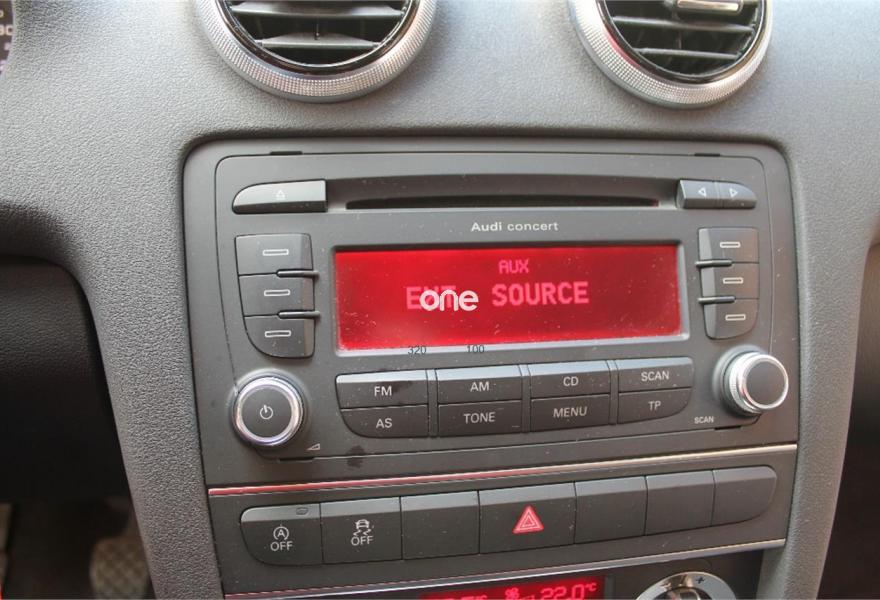 Audi concert
AUX
EXT. SOURCE
one
320 100
FM AM CD SCAN
AS TONE MENU TP
SCAN
OFF OFF
22.0°C